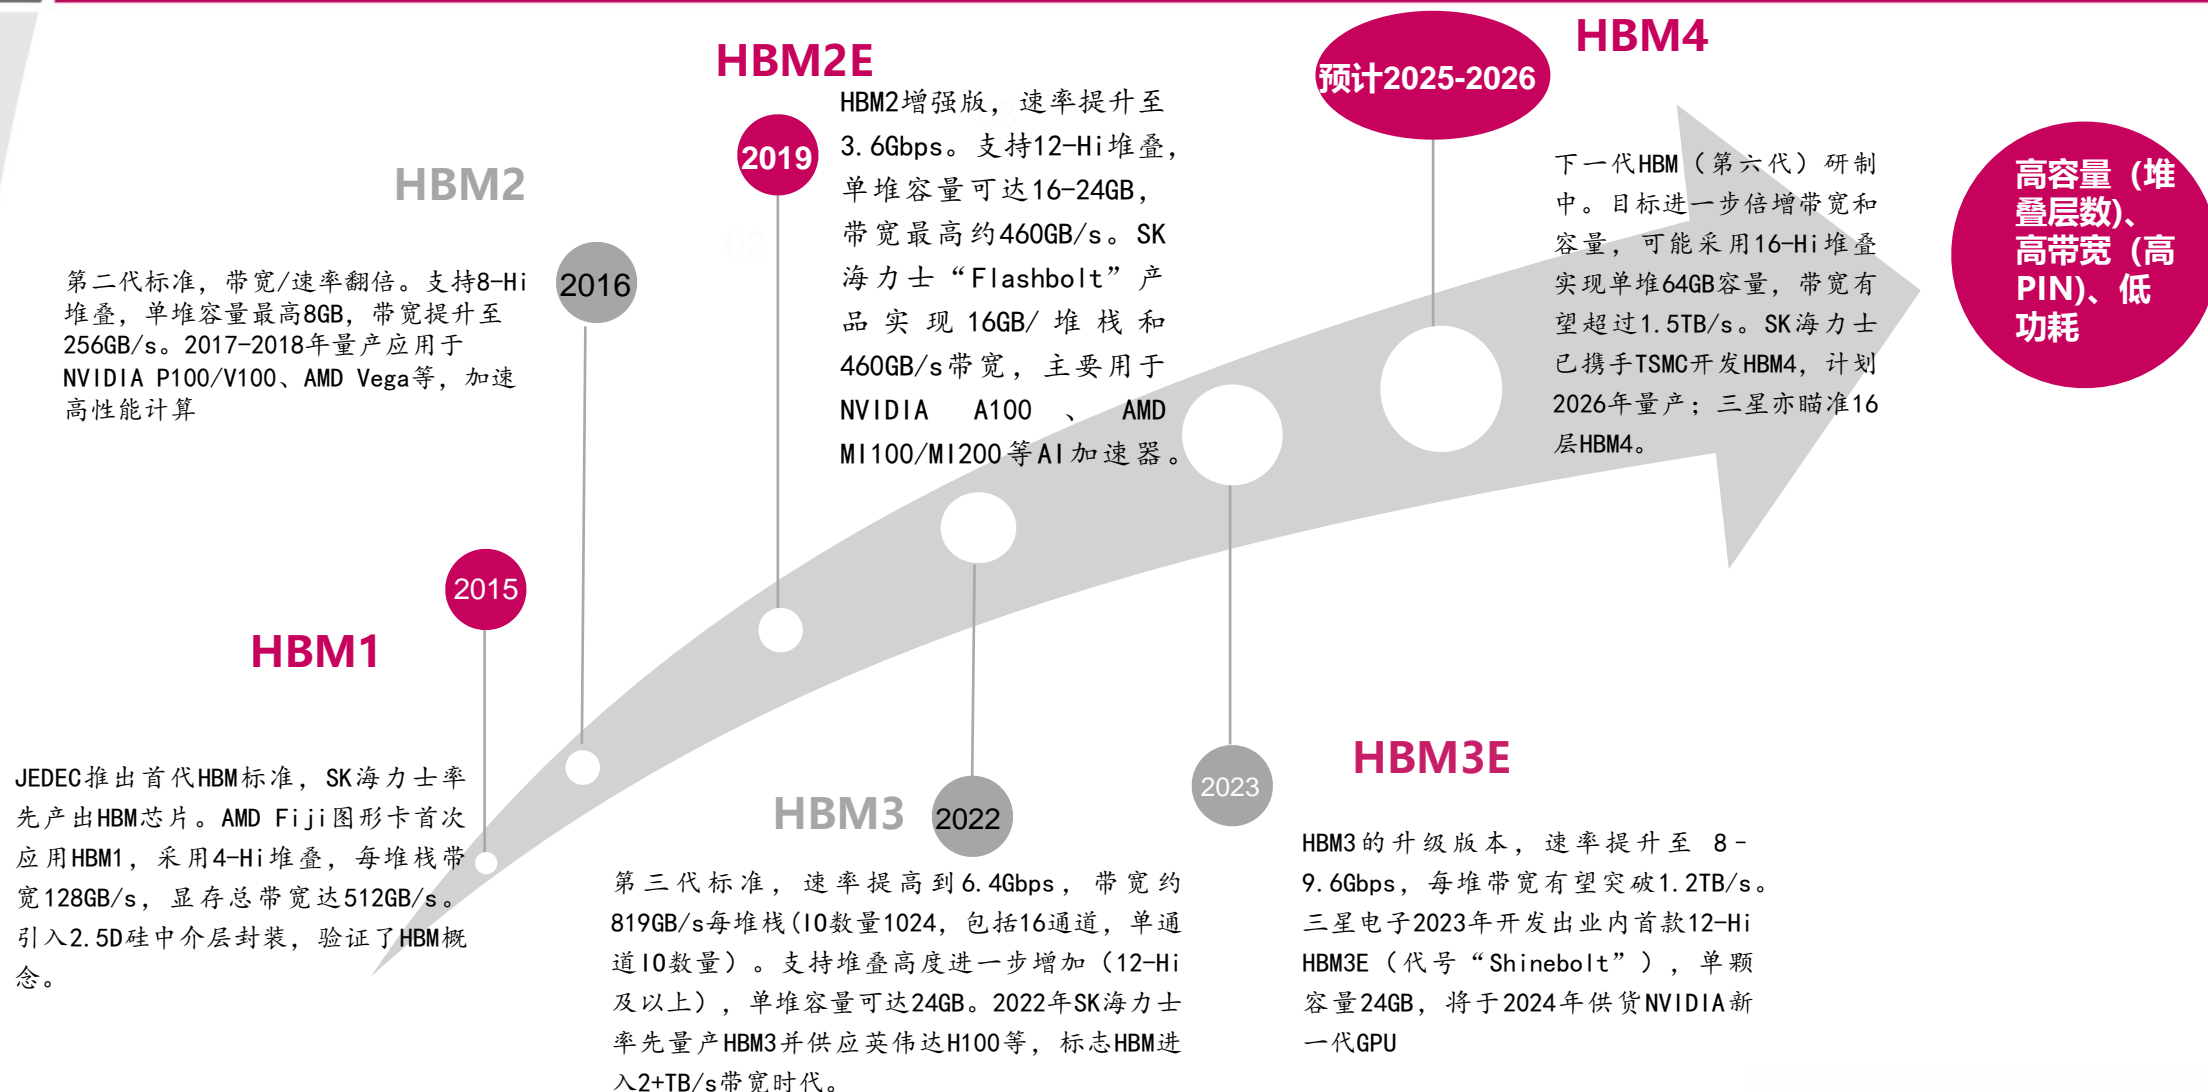 HBM1
2015
JEDEC推出首代HBM标准，SK海力士率
先产出HBM芯片。AMD Fiji图形卡首次
应用HBM1，采用4-Hi堆叠，每堆栈带
宽128GB/s，显存总带宽达512GB/s。
引入2.5D硅中介层封装，验证了HBM概
念。
HBM2
2016
第二代标准，带宽/速率翻倍。支持8-Hi
堆叠，单堆容量最高8GB，带宽提升至
256GB/s。2017-2018年量产应用于
NVIDIA P100/V100、AMD Vega等，加速
高性能计算
HBM2E
2019
02
HBM2增强版，速率提升至
3.6Gbps。支持12-Hi堆叠，
单堆容量可达16-24GB，
带宽最高约460GB/s。SK
海力士“Flashbolt”产
品实现16GB/堆栈和
460GB/s带宽，主要用于
NVIDIA A100、AMD
MI100/MI200等AI加速器。
HBM3
2022
第三代标准，速率提高到6.4Gbps，带宽约
819GB/s每堆栈(IO数量1024，包括16通道，单通
道IO数量）。支持堆叠高度进一步增加（12-Hi
及以上），单堆容量可达24GB。2022年SK海力士
率先量产HBM3并供应英伟达H100等，标志HBM进
入2+TB/s带宽时代。
2023
HBM3E
HBM3的升级版本，速率提升至 8–
9.6Gbps，每堆带宽有望突破1.2TB/s。
三星电子2023年开发出业内首款12-Hi
HBM3E（代号“Shinebolt”），单颗
容量24GB，将于2024年供货NVIDIA新
一代GPU
预计2025-2026
HBM4
下一代HBM（第六代）研制
中。目标进一步倍增带宽和
容量，可能采用16-Hi堆叠
实现单堆64GB容量，带宽有
望超过1.5TB/s。SK海力士
已携手TSMC开发HBM4，计划
2026年量产；三星亦瞄准16
层HBM4。
高容量（堆
叠层数)、
高带宽（高
PIN)、低
功耗